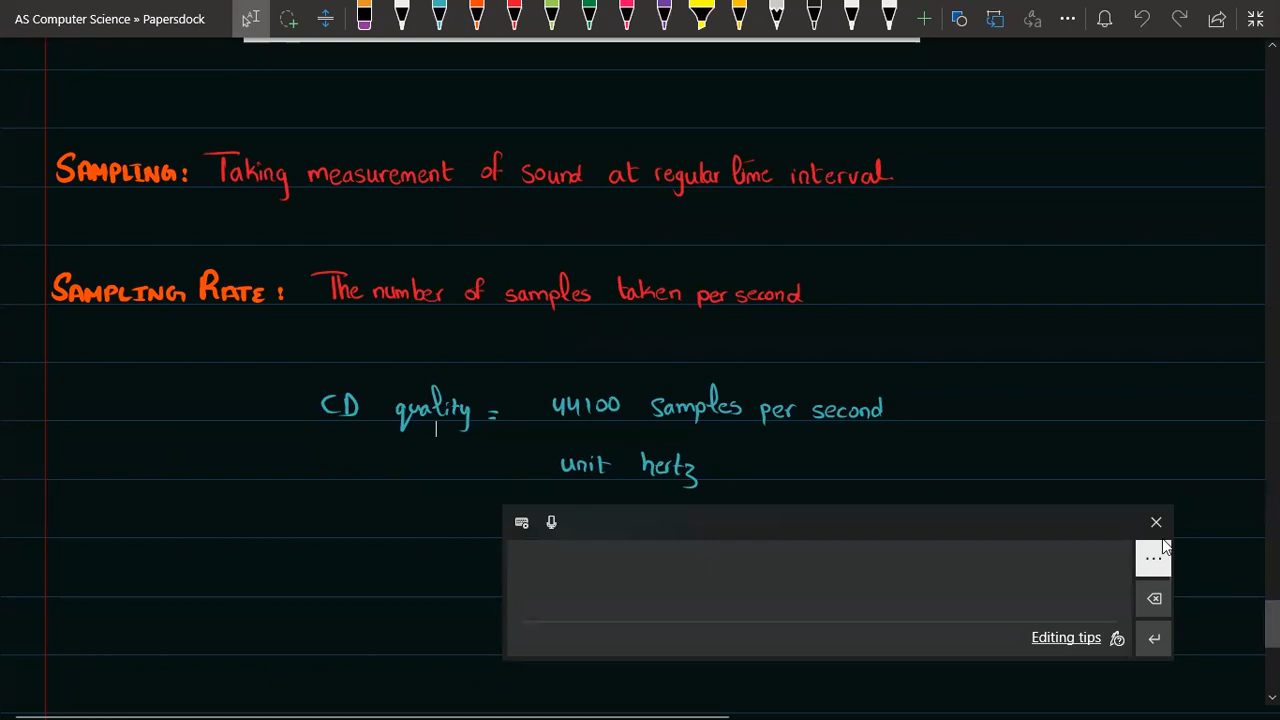 AS Computer Science » Papersdock
SAMPLING: Taking measurement of sound at regular time interval
SAMPLING RATE: The number of samples taken per second
CD quality = 44100 samples per second
unit hertz
Editing tips